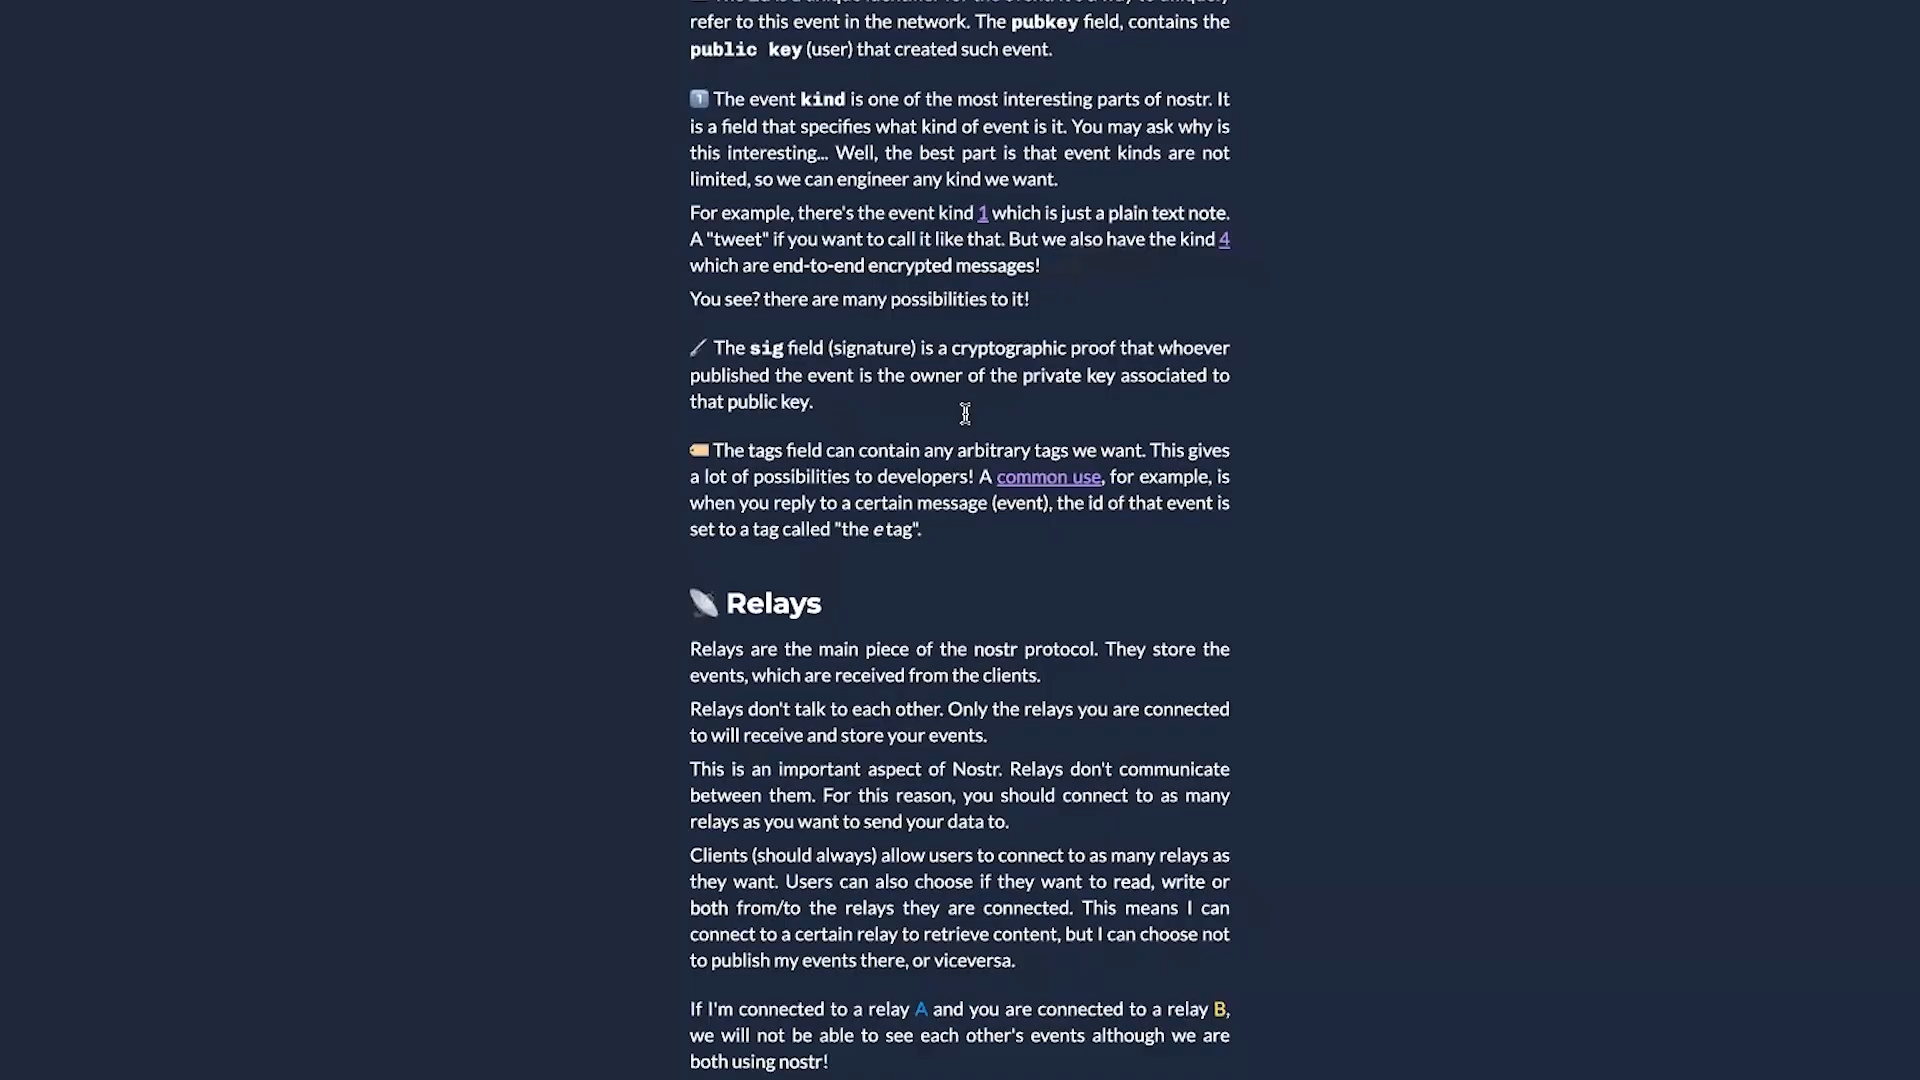 refer to this event in the network. The pubkey field, contains the
public key (user) that created such event.
1 The event kind is one of the most interesting parts of nostr. It
is a field that specifies what kind of event is it. You may ask why is
this interesting... Well, the best part is that event kinds are not
limited, so we can engineer any kind we want.
For example, there's the event kind 1 which is just a plain text note.
A "tweet" if you want to call it like that. But we also have the kind 4
which are end-to-end encrypted messages!
You see? there are many possibilities to it!
The sig field (signature) is a cryptographic proof that whoever
published the event is the owner of the private key associated to
that public key.
The tags field can contain any arbitrary tags we want. This gives
a lot of possibilities to developers! A common use, for example, is
when you reply to a certain message (event), the id of that event is
set to a tag called "the e tag".
Relays
Relays are the main piece of the nostr protocol. They store the
events, which are received from the clients.
Relays don't talk to each other. Only the relays you are connected
to will receive and store your events.
This is an important aspect of Nostr. Relays don't communicate
between them. For this reason, you should connect to as many
relays as you want to send your data to.
Clients (should always) allow users to connect to as many relays as
they want. Users can also choose if they want to read, write or
both from/to the relays they are connected. This means I can
connect to a certain relay to retrieve content, but I can choose not
to publish my events there, or viceversa.
If I'm connected to a relay A and you are connected to a relay B,
we will not be able to see each other's events although we are
both using nostr!